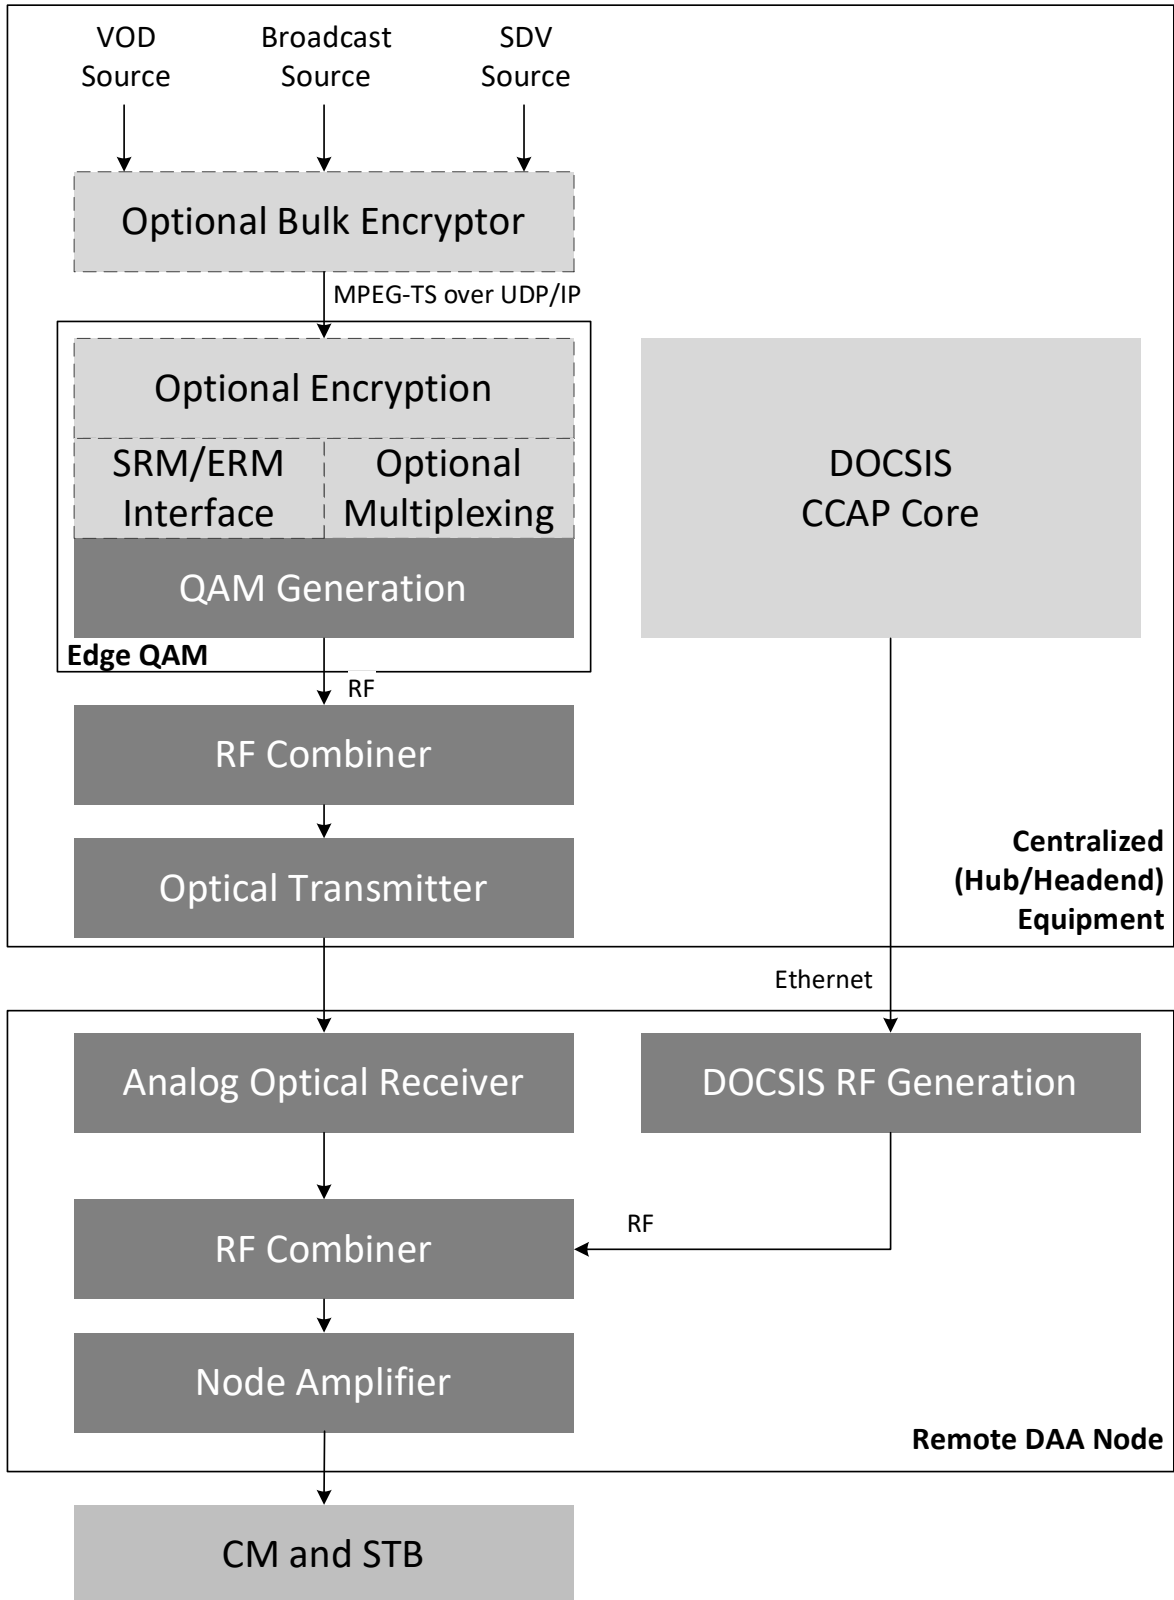 VOD
Source
Broadcast
Source
SDV
Source
Optional Bulk Encryptor
MPEG-TS over UDP/IP
Optional Encryption
SRM/ERM
Interface
Optional
Multiplexing
QAM Generation
Edge QAM
DOCSIS
CCAP Core
RF
RF Combiner
Optical Transmitter
Centralized
(Hub/Headend)
Equipment
Ethernet
Analog Optical Receiver
DOCSIS RF Generation
RF Combiner
RF
Node Amplifier
Remote DAA Node
CM and STB